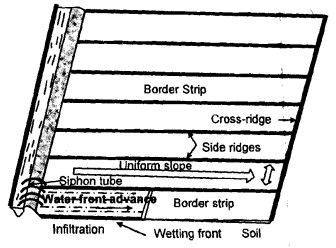 Border Strip
Cross-ridge
Side ridges
Uniform slope
Siphon tube
Water front advance
Border strip
Infiltration
Wetting front
Soil